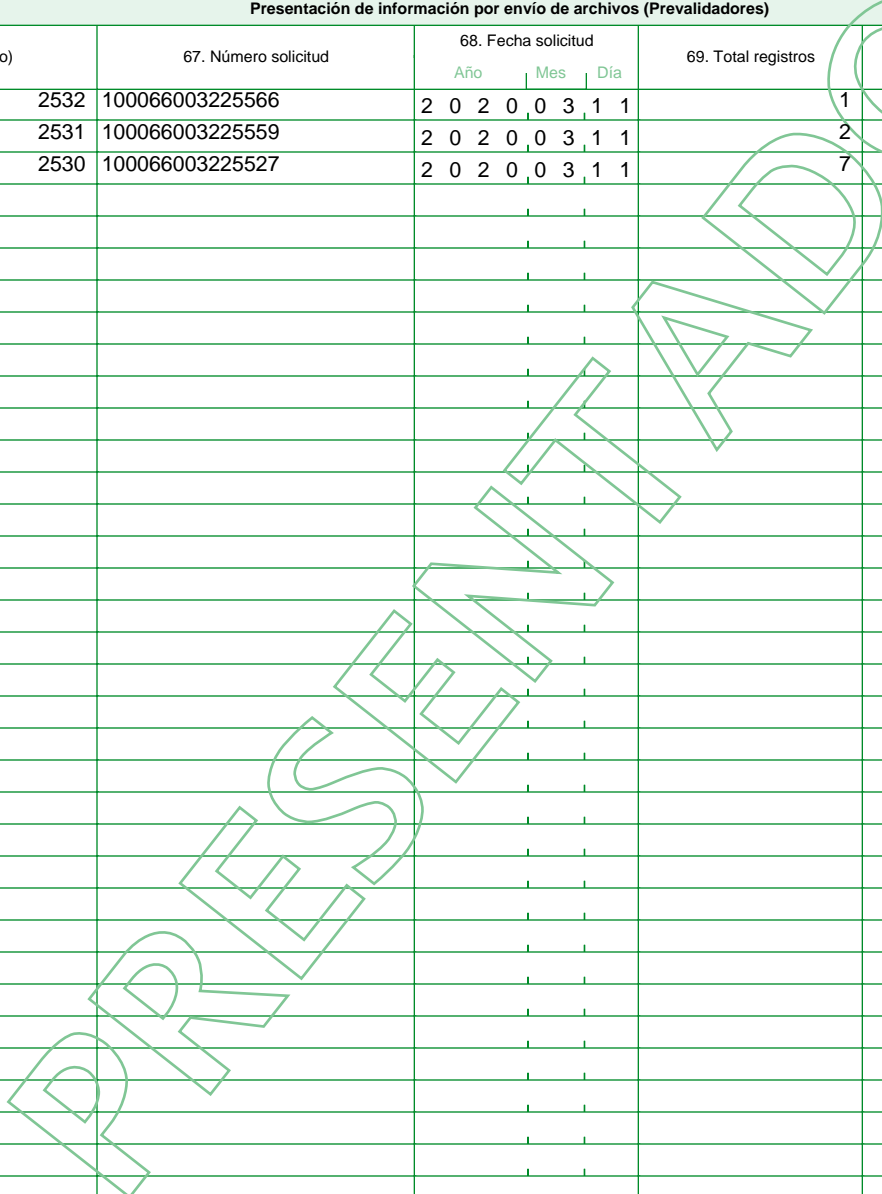 Presentación de información por envío de archivos (Prevalidadores)
o) 67. Número solicitud 68. Fecha solicitud 69. Total registros
Año Mes Día
2532 100066003225566 2 0 2 0 0 3 1 1 1
2531 100066003225559 2 0 2 0 0 3 1 1 2
2530 100066003225527 2 0 2 0 0 3 1 1 7
PRESENTADO